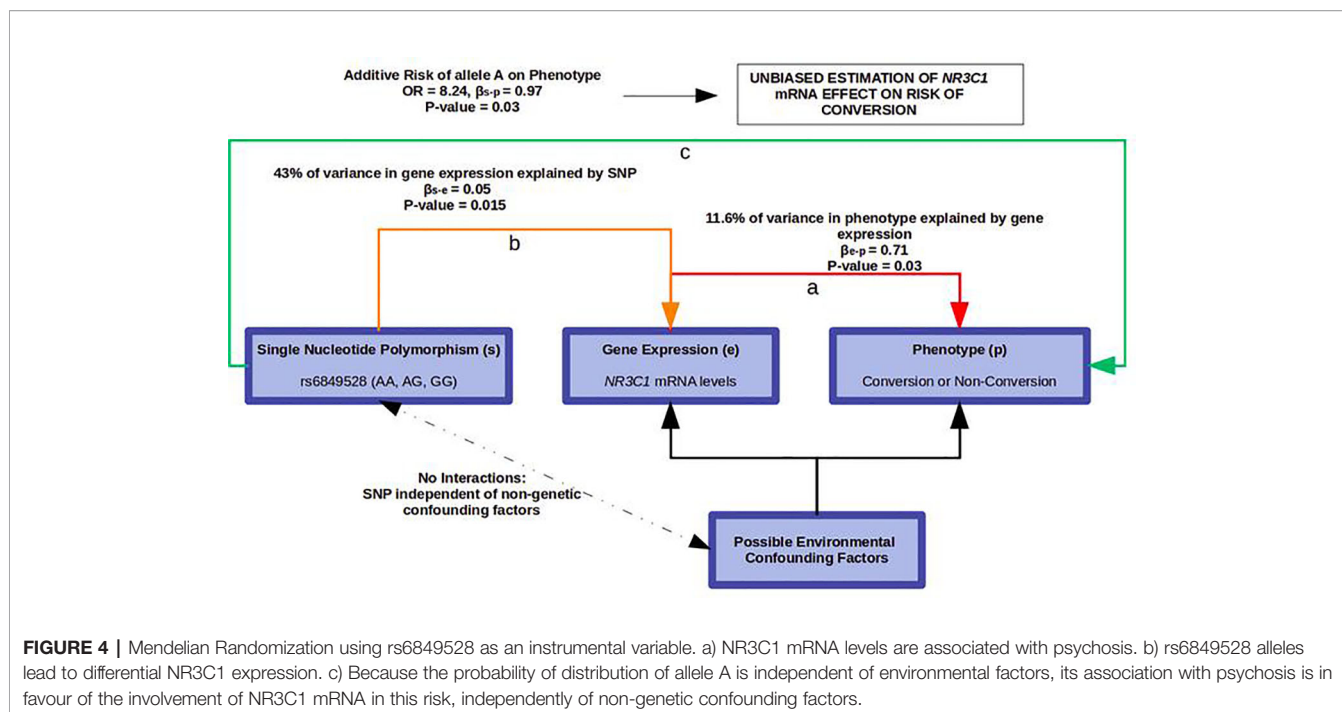 Additive Risk of allele A on Phenotype
OR = 8.24, βs-p = 0.97
P-value = 0.03
UNBIASED ESTIMATION OF NR3C1
mRNA EFFECT ON RISK OF
CONVERSION
c
43% of variance in gene expression explained by SNP
βs-e = 0.05
P-value = 0.015
b
11.6% of variance in phenotype explained by gene
expression
βe-p = 0.71
P-value = 0.03
a
Single Nucleotide Polymorphism (s)
rs6849528 (AA, AG, GG)
Gene Expression (e)
NR3C1 mRNA levels
Phenotype (p)
Conversion or Non-Conversion
No Interactions:
SNP independent of non-genetic
confounding factors
Possible Environmental
Confounding Factors
FIGURE 4 | Mendelian Randomization using rs6849528 as an instrumental variable. a) NR3C1 mRNA levels are associated with psychosis. b) rs6849528 alleles
lead to differential NR3C1 expression. c) Because the probability of distribution of allele A is independent of environmental factors, its association with psychosis is in
favour of the involvement of NR3C1 mRNA in this risk, independently of non-genetic confounding factors.